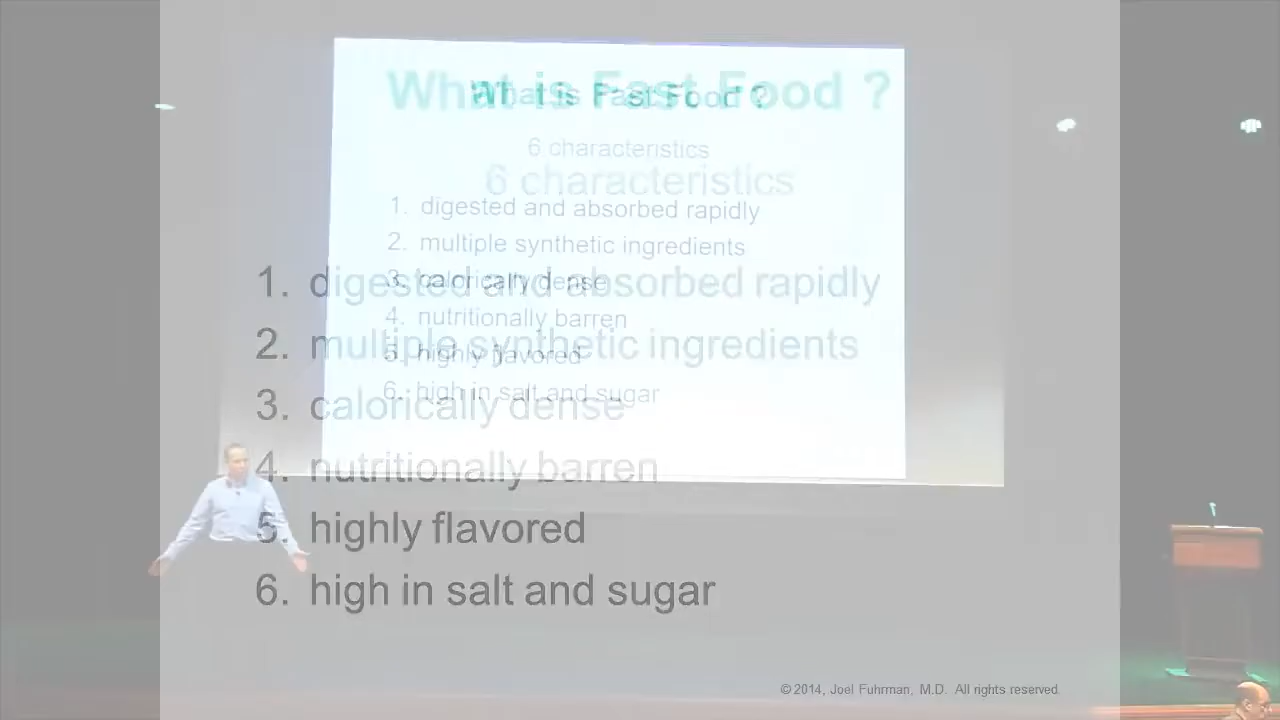 What is Fast Food ?
6 characteristics
1. digested and absorbed rapidly
2. multiple synthetic ingredients
3. calorically dense
4. nutritionally barren
5. highly flavored
6. high in salt and sugar
What is Fast Food ?
6 characteristics
1. digested and absorbed rapidly
2. multiple synthetic ingredients
3. calorically dense
4. nutritionally barren
5. highly flavored
6. high in salt and sugar
© 2014, Joel Fuhrman, M.D. All rights reserved.